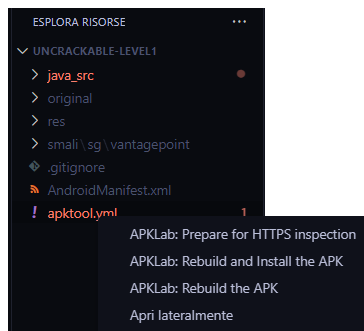 ESPLORA RISORSE
UNCRACKABLE-LEVEL1
java_src
original
res
smali\sg\vantagepoint
.gitignore
AndroidManifest.xml
! apktool.yml 1
APKLab: Prepare for HTTPS inspection
APKLab: Rebuild and Install the APK
APKLab: Rebuild the APK
Apri lateralmente